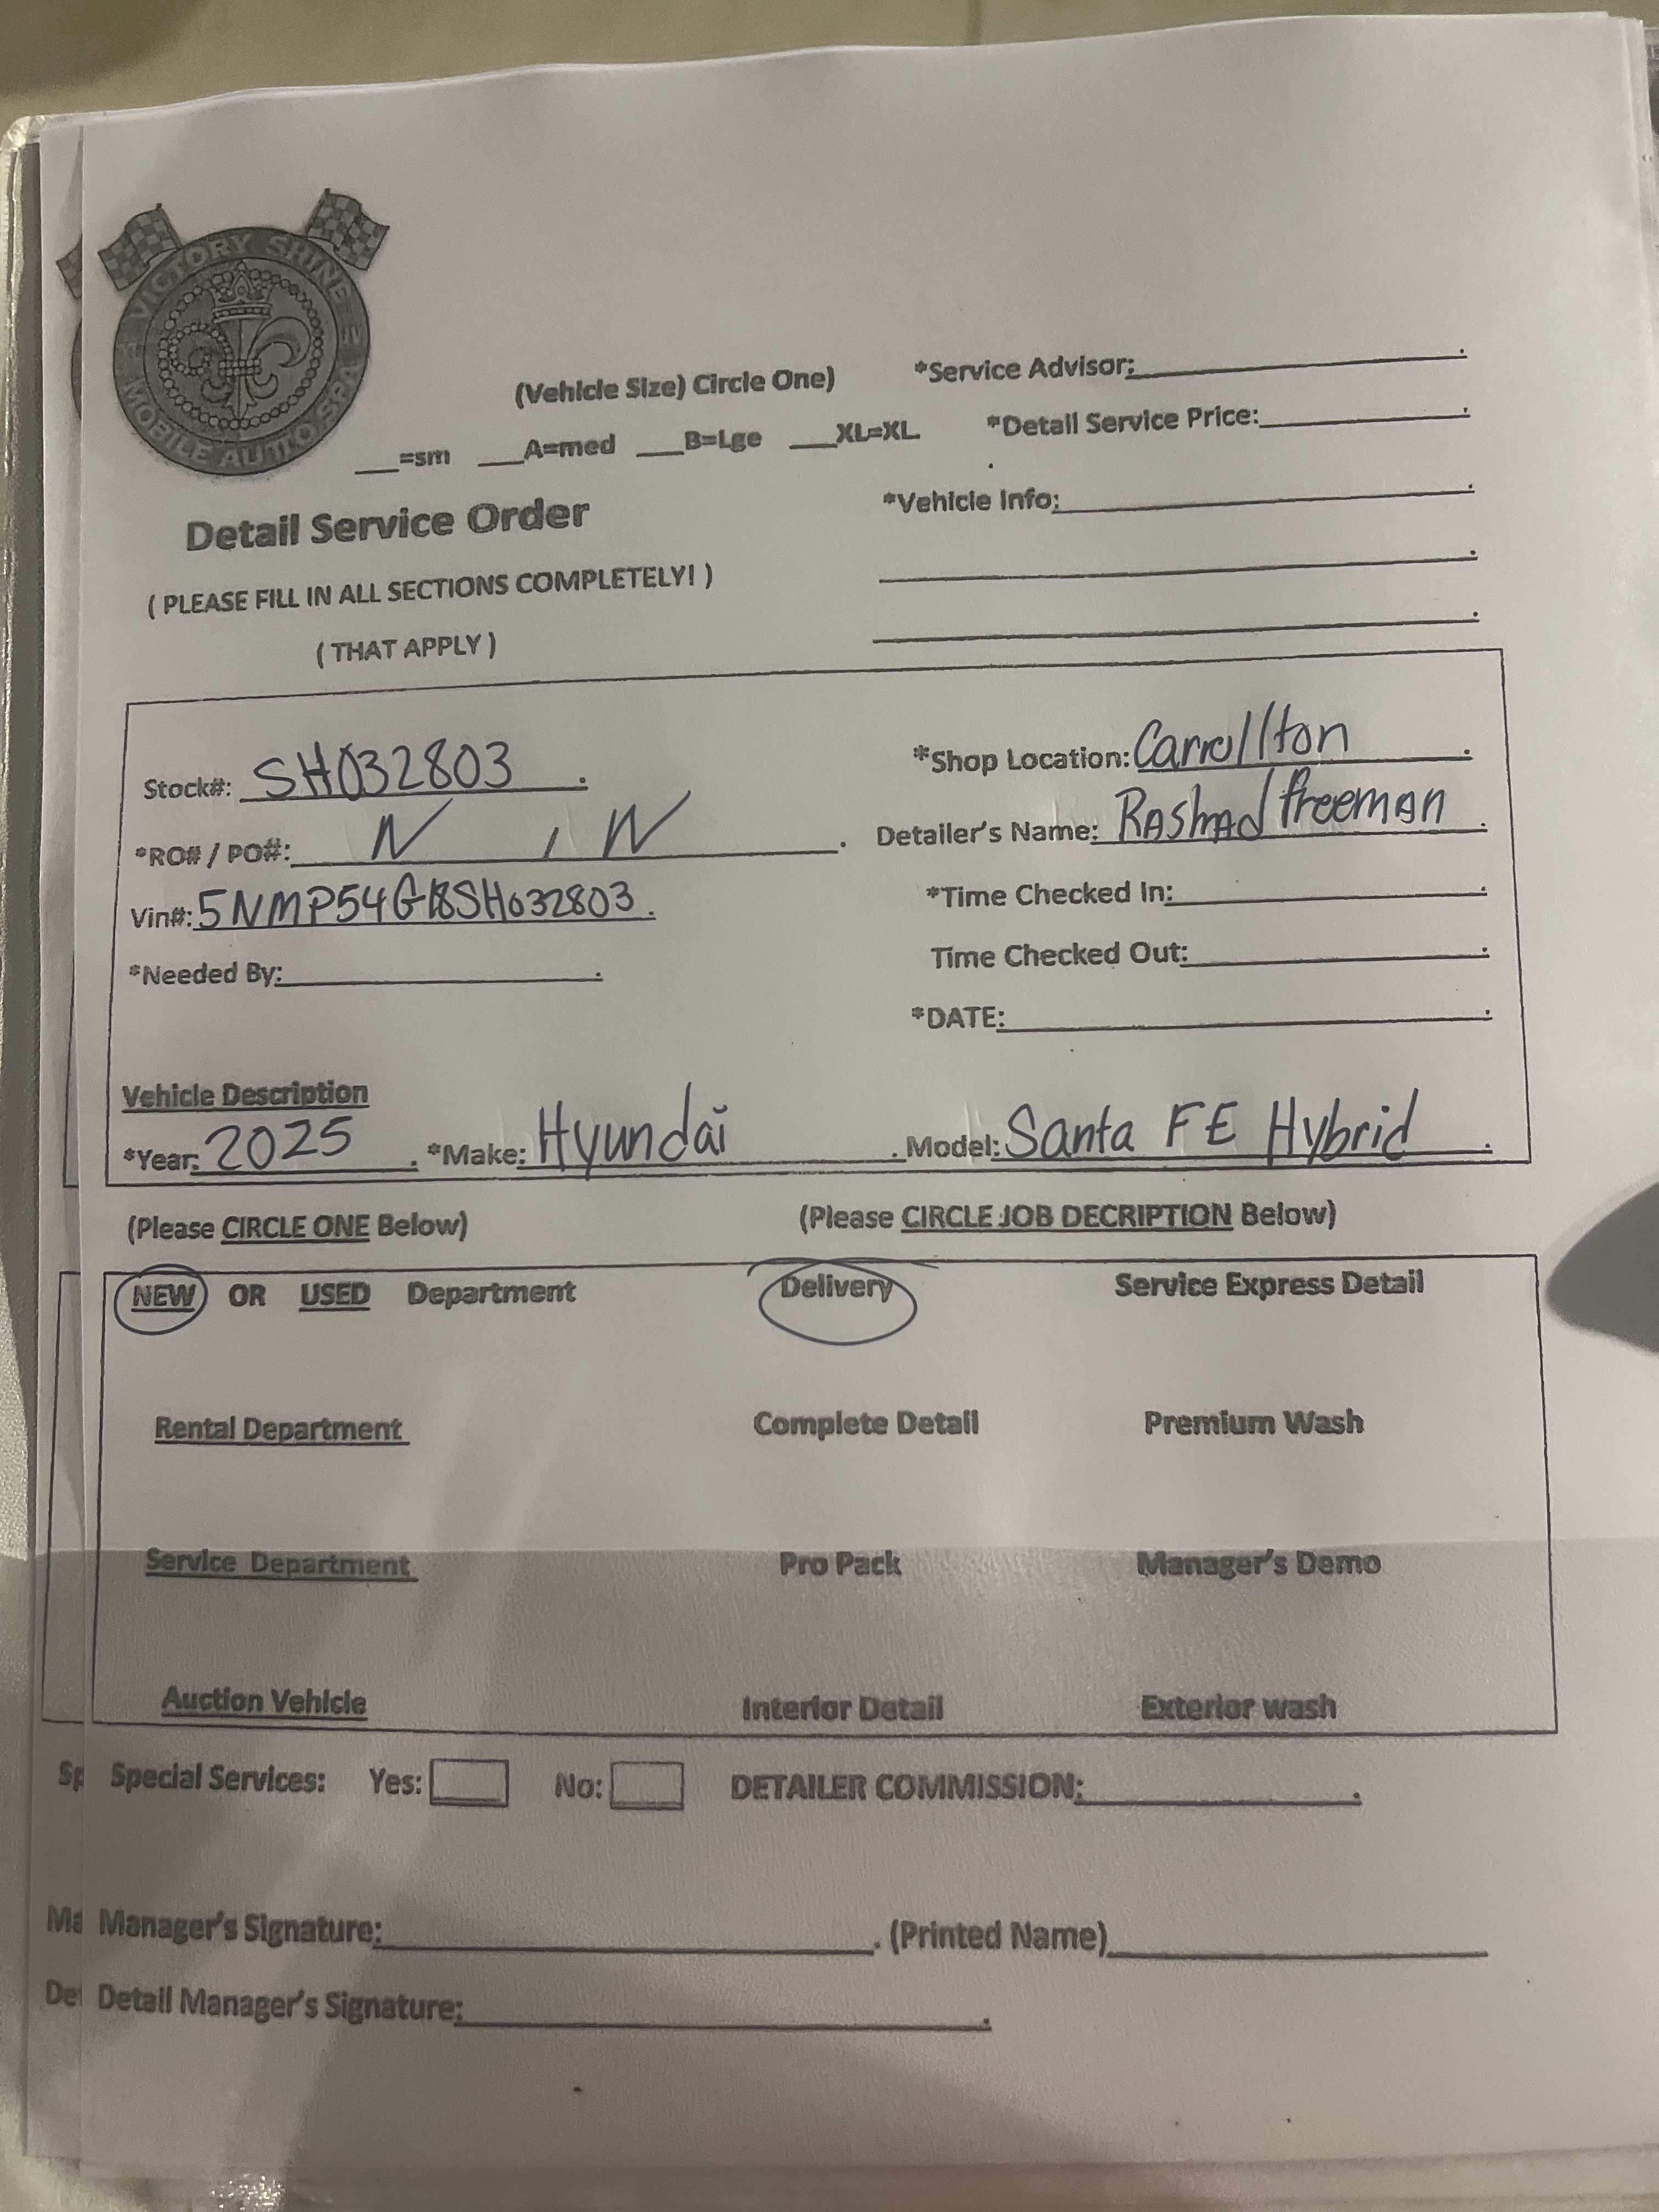 VICTORY SHINE
MOBILE AUTO SPA
(Vehicle Size) Circle One)
___=sm ___A=med ___B=Lge ___XL=XL
*Service Advisor:
*Detail Service Price:
*Vehicle Info:
Detail Service Order
( PLEASE FILL IN ALL SECTIONS COMPLETELY! )
( THAT APPLY )
Stock#: SH032803
*Shop Location: Carrollton
*RO# / PO#: N / W
Detailer's Name: RAShAd freeman
Vin#: 5NMP54G18SH032803
*Time Checked In:
*Needed By:
Time Checked Out:
*DATE:
Vehicle Description
*Year: 2025 . *Make: Hyundai . Model: Santa FE Hybrid
(Please CIRCLE ONE Below) (Please CIRCLE JOB DECRIPTION Below)
NEW OR USED Department Delivery Service Express Detail
Rental Department Complete Detail Premium Wash
Service Department Pro Pack Manager's Demo
Auction Vehicle Interior Detail Exterior wash
Sp Special Services: Yes: No: DETAILER COMMISSION:
Ma Manager's Signature: . (Printed Name)
De Detail Manager's Signature: